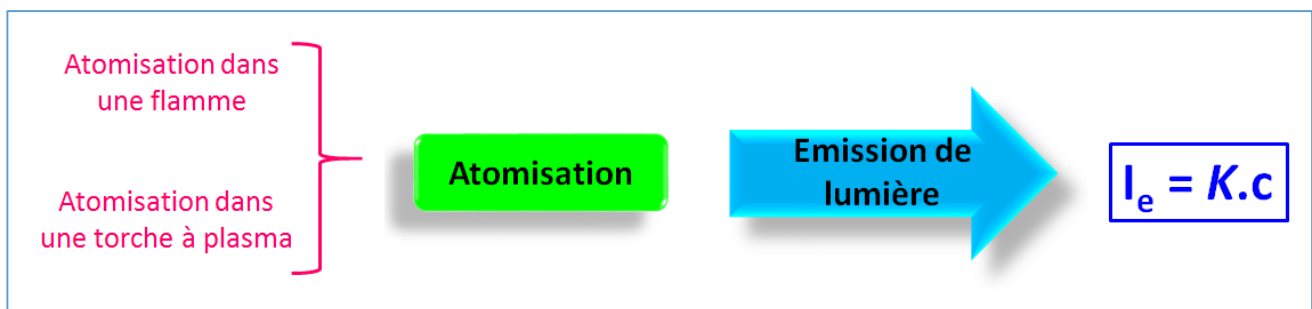 Atomisation dans
une flamme
Atomisation dans
une torche à plasma
Atomisation
Emission de
lumière
Ie = K.c